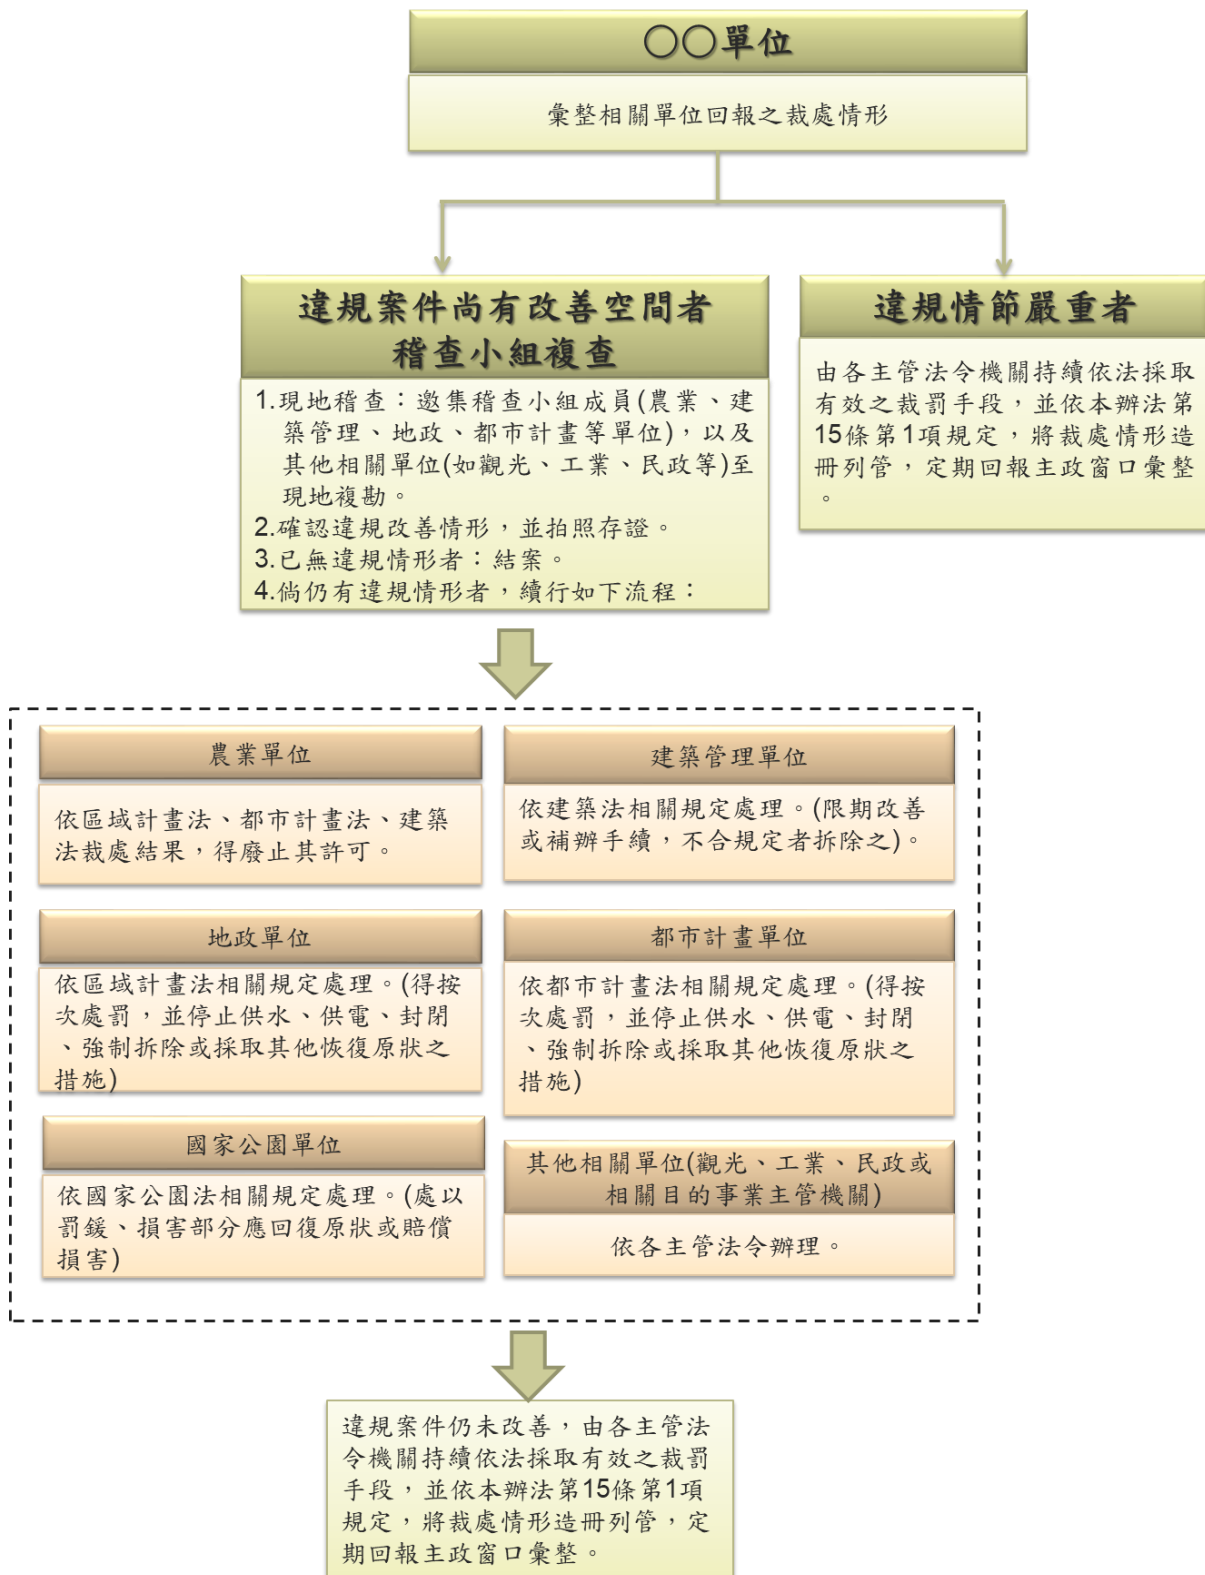 ○○單位
彙整相關單位回報之裁處情形
違規案件尚有改善空間者
稽查小組複查
1.現地稽查：邀集稽查小組成員(農業、建
築管理、地政、都市計畫等單位)，以及
其他相關單位(如觀光、工業、民政等)至
現地複勘。
2.確認違規改善情形，並拍照存證。
3.已無違規情形者：結案。
4.倘仍有違規情形者，續行如下流程：
違規情節嚴重者
由各主管法令機關持續依法採取
有效之裁罰手段，並依本辦法第
15條第1項規定，將裁處情形造
冊列管，定期回報主政窗口彙整
。
農業單位
依區域計畫法、都市計畫法、建築
法裁處結果，得廢止其許可。
建築管理單位
依建築法相關規定處理。(限期改善
或補辦手續，不合規定者拆除之)。
地政單位
依區域計畫法相關規定處理。(得按
次處罰，並停止供水、供電、封閉
、強制拆除或採取其他恢復原狀之
措施)
都市計畫單位
依都市計畫法相關規定處理。(得按
次處罰，並停止供水、供電、封閉
、強制拆除或採取其他恢復原狀之
措施)
國家公園單位
依國家公園法相關規定處理。(處以
罰鍰、損害部分應回復原狀或賠償
損害)
其他相關單位(觀光、工業、民政或
相關目的事業主管機關)
依各主管法令辦理。
違規案件仍未改善，由各主管法
令機關持續依法採取有效之裁罰
手段，並依本辦法第15條第1項
規定，將裁處情形造冊列管，定
期回報主政窗口彙整。